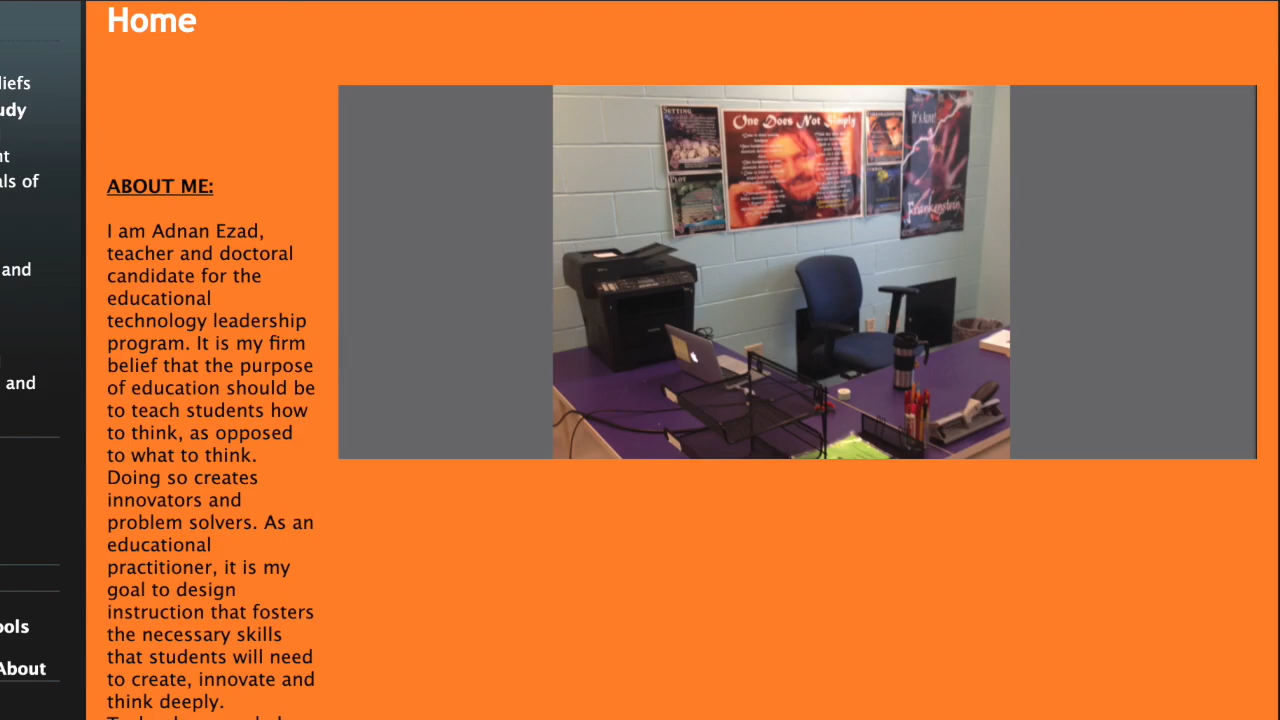 Home
liefs
udy
nt
als of
and
and
ools
About
ABOUT ME:
I am Adnan Ezad,
teacher and doctoral
candidate for the
educational
technology leadership
program. It is my firm
belief that the purpose
of education should be
to teach students how
to think, as opposed
to what to think.
Doing so creates
innovators and
problem solvers. As an
educational
practitioner, it is my
goal to design
instruction that fosters
the necessary skills
that students will need
to create, innovate and
think deeply.
SETTING
ONE DOES NOT SIMPLY
PLOT
It's alive!
Frankenstein